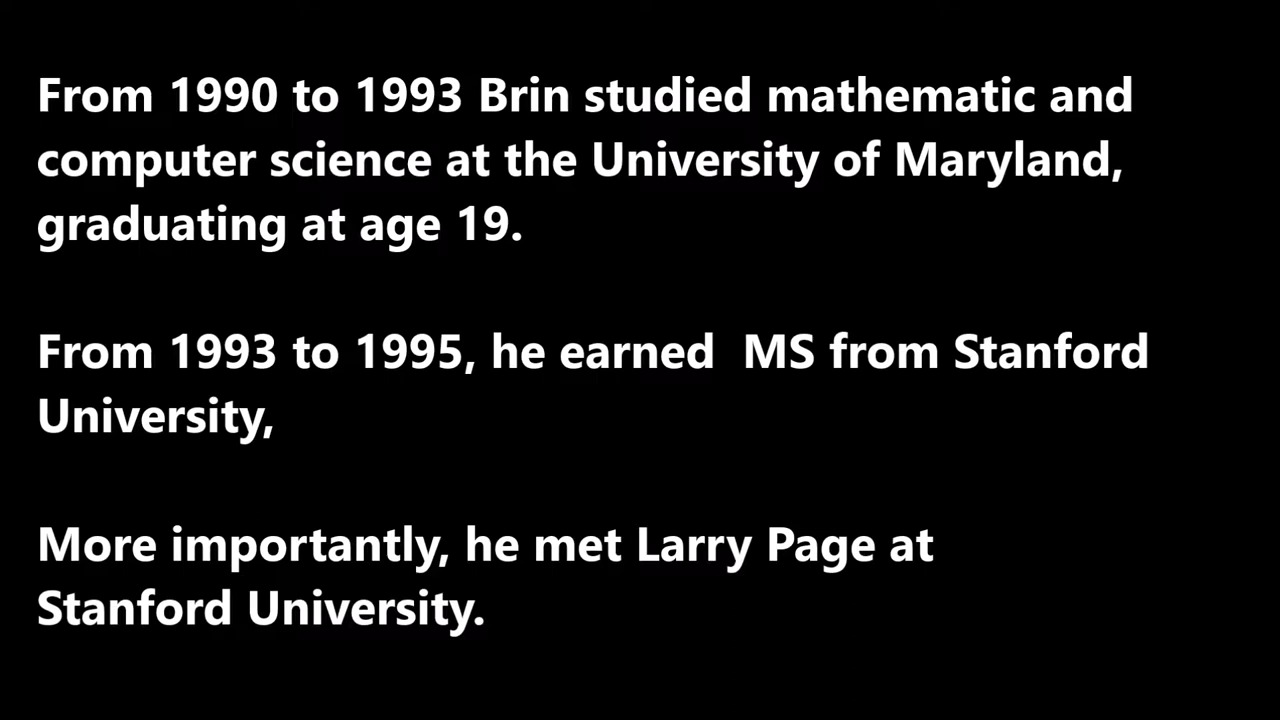 From 1990 to 1993 Brin studied mathematic and
computer science at the University of Maryland,
graduating at age 19.
From 1993 to 1995, he earned  MS from Stanford
University,
More importantly, he met Larry Page at
Stanford University.